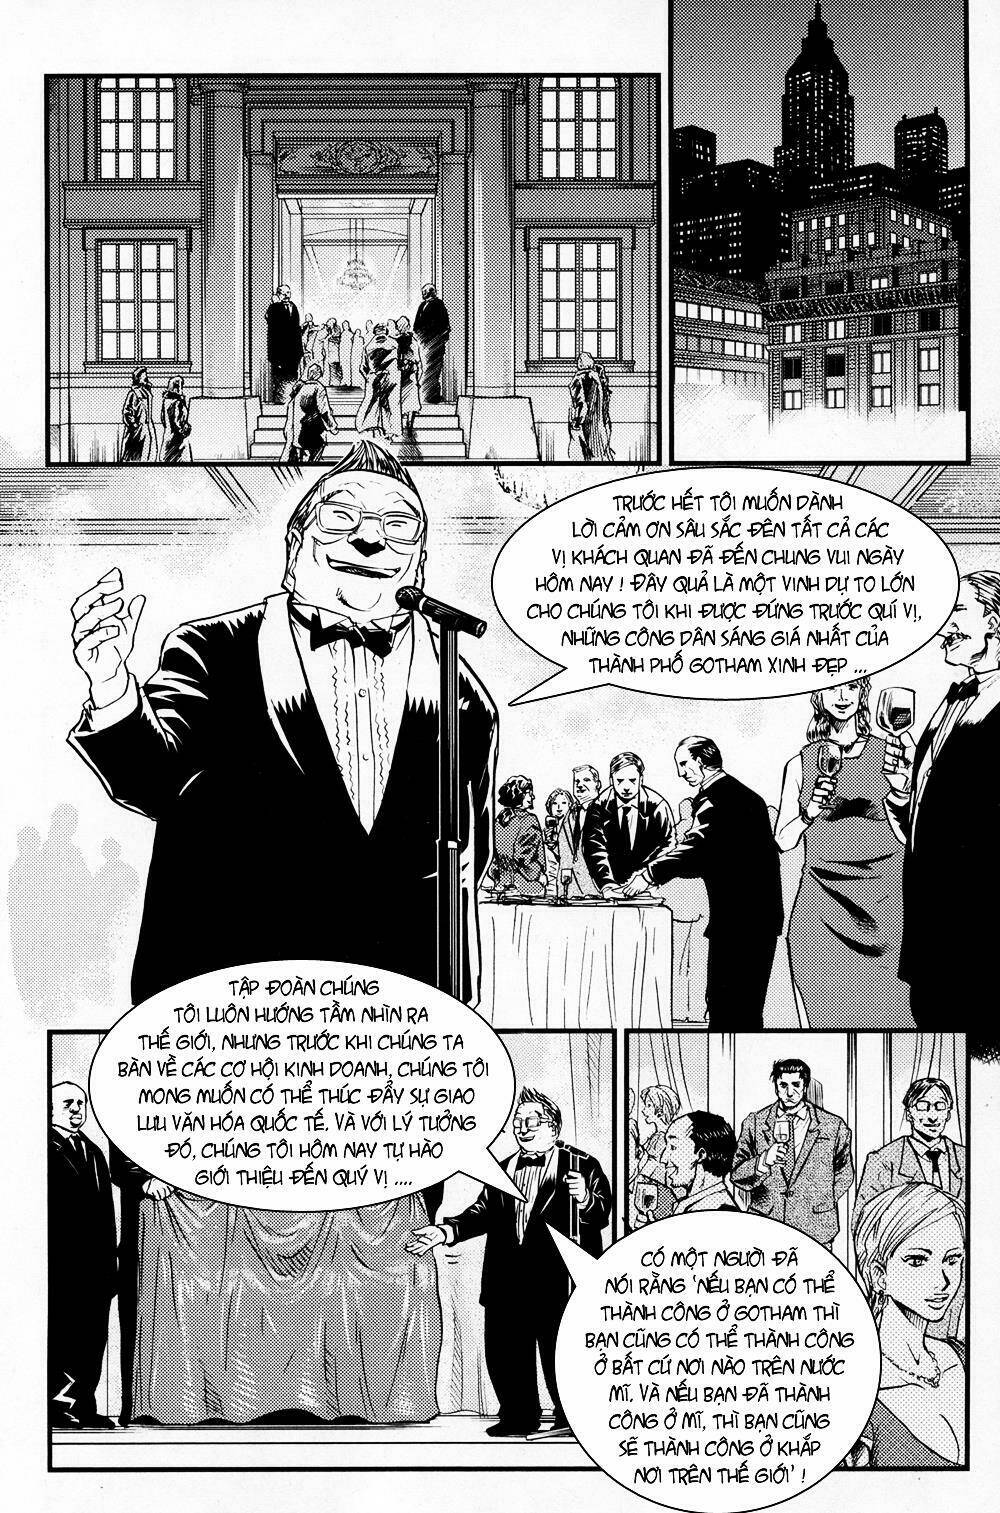 TRƯỚC HẾT TÔI MUỐN DÀNH
LỜI CẢM ƠN SÂU SẮC ĐÊN TẤT CẢ CÁC
VỊ KHÁCH QUAN ĐÃ ĐẾN CHUNG VUI NGÀY
HÔM NAY ! ĐÂY QUẢ LÀ MỘT VINH DỰ TO LỚN
CHO CHÚNG TÔI KHI ĐƯỢC ĐỨNG TRƯỚC QUÍ VỊ,
NHỮNG CÔNG DÂN SÁNG GIÁ NHẤT CỦA
THÀNH PHỐ GOTHAM XINH ĐẸP ...
TẬP ĐOÀN CHÚNG
TÔI LUÔN HƯỚNG TẦM NHÌN RA
THẾ GIỚI, NHƯNG TRƯỚC KHI CHÚNG TA
BÀN VỀ CÁC CƠ HỘI KINH DOANH, CHÚNG TÔI
MONG MUỐN CÓ THỂ THÚC ĐẨY SỰ GIAO
LƯU VĂN HÓA QUỐC TẾ. VÀ VỚI LÝ TƯỞNG
ĐÓ, CHÚNG TÔI HÔM NAY TỰ HÀO
GIỚI THIỆU ĐẾN QUÝ VỊ ....
CÓ MỘT NGƯỜI ĐÃ
NÓI RẰNG 'NẾU BẠN CÓ THỂ
THÀNH CÔNG Ở GOTHAM THÌ
BẠN CŨNG CÓ THỂ THÀNH CÔNG
Ở BẤT CỨ NƠI NÀO TRÊN NƯỚC
MĨ. VÀ NẾU BẠN ĐÃ THÀNH
CÔNG Ở MĨ, THÌ BẠN CŨNG
SẼ THÀNH CÔNG Ở KHẮP
NƠI TRÊN THẾ GIỚI' !